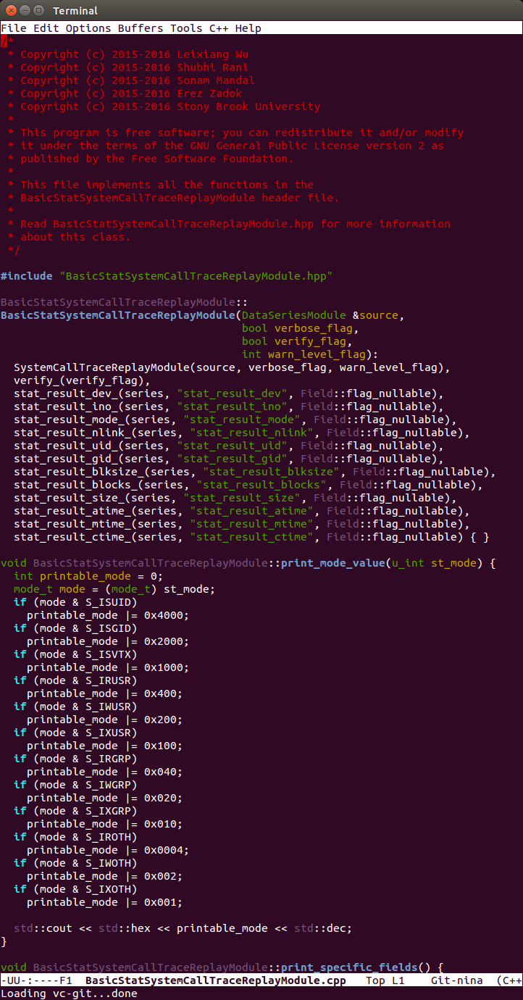 Terminal
File Edit Options Buffers Tools C++ Help
/*
 * Copyright (c) 2015-2016 Leixiang Wu
 * Copyright (c) 2015-2016 Shubhi Rani
 * Copyright (c) 2015-2016 Sonam Mandal
 * Copyright (c) 2015-2016 Erez Zadok
 * Copyright (c) 2015-2016 Stony Brook University
 *
 * This program is free software; you can redistribute it and/or modify
 * it under the terms of the GNU General Public License version 2 as
 * published by the Free Software Foundation.
 *
 * This file implements all the functions in the
 * BasicStatSystemCallTraceReplayModule header file.
 *
 * Read BasicStatSystemCallTraceReplayModule.hpp for more information
 * about this class.
 */

#include "BasicStatSystemCallTraceReplayModule.hpp"

BasicStatSystemCallTraceReplayModule::
BasicStatSystemCallTraceReplayModule(DataSeriesModule &source,
                                     bool verbose_flag,
                                     bool verify_flag,
                                     int warn_level_flag):
  SystemCallTraceReplayModule(source, verbose_flag, warn_level_flag),
  verify_(verify_flag),
  stat_result_dev_(series, "stat_result_dev", Field::flag_nullable),
  stat_result_ino_(series, "stat_result_ino", Field::flag_nullable),
  stat_result_mode_(series, "stat_result_mode", Field::flag_nullable),
  stat_result_nlink_(series, "stat_result_nlink", Field::flag_nullable),
  stat_result_uid_(series, "stat_result_uid", Field::flag_nullable),
  stat_result_gid_(series, "stat_result_gid", Field::flag_nullable),
  stat_result_blksize_(series, "stat_result_blksize", Field::flag_nullable),
  stat_result_blocks_(series, "stat_result_blocks", Field::flag_nullable),
  stat_result_size_(series, "stat_result_size", Field::flag_nullable),
  stat_result_atime_(series, "stat_result_atime", Field::flag_nullable),
  stat_result_mtime_(series, "stat_result_mtime", Field::flag_nullable),
  stat_result_ctime_(series, "stat_result_ctime", Field::flag_nullable) { }

void BasicStatSystemCallTraceReplayModule::print_mode_value(u_int st_mode) {
  int printable_mode = 0;
  mode_t mode = (mode_t) st_mode;
  if (mode & S_ISUID)
    printable_mode |= 0x4000;
  if (mode & S_ISGID)
    printable_mode |= 0x2000;
  if (mode & S_ISVTX)
    printable_mode |= 0x1000;
  if (mode & S_IRUSR)
    printable_mode |= 0x400;
  if (mode & S_IWUSR)
    printable_mode |= 0x200;
  if (mode & S_IXUSR)
    printable_mode |= 0x100;
  if (mode & S_IRGRP)
    printable_mode |= 0x040;
  if (mode & S_IWGRP)
    printable_mode |= 0x020;
  if (mode & S_IXGRP)
    printable_mode |= 0x010;
  if (mode & S_IROTH)
    printable_mode |= 0x0004;
  if (mode & S_IWOTH)
    printable_mode |= 0x002;
  if (mode & S_IXOTH)
    printable_mode |= 0x001;

  std::cout << std::hex << printable_mode << std::dec;
}

void BasicStatSystemCallTraceReplayModule::print_specific_fields() {
-UU-:----F1  BasicStatSystemCallTraceReplayModule.cpp   Top L1    Git-nina  (C++
Loading vc-git...done